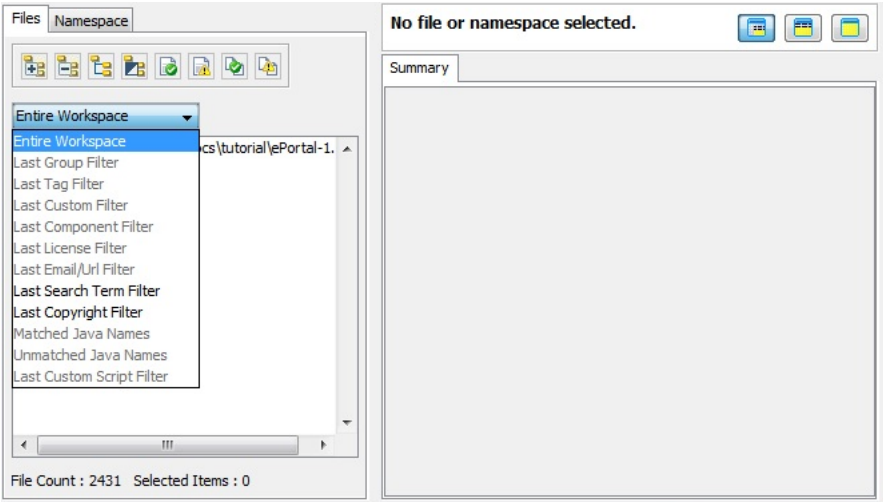 Files
Namespace
No file or namespace selected.
Summary
Entire Workspace
Entire Workspace
ocs\tutorial\ePortal-1.
Last Group Filter
Last Tag Filter
Last Custom Filter
Last Component Filter
Last License Filter
Last Email/Url Filter
Last Search Term Filter
Last Copyright Filter
Matched Java Names
Unmatched Java Names
Last Custom Script Filter
File Count : 2431 Selected Items : 0